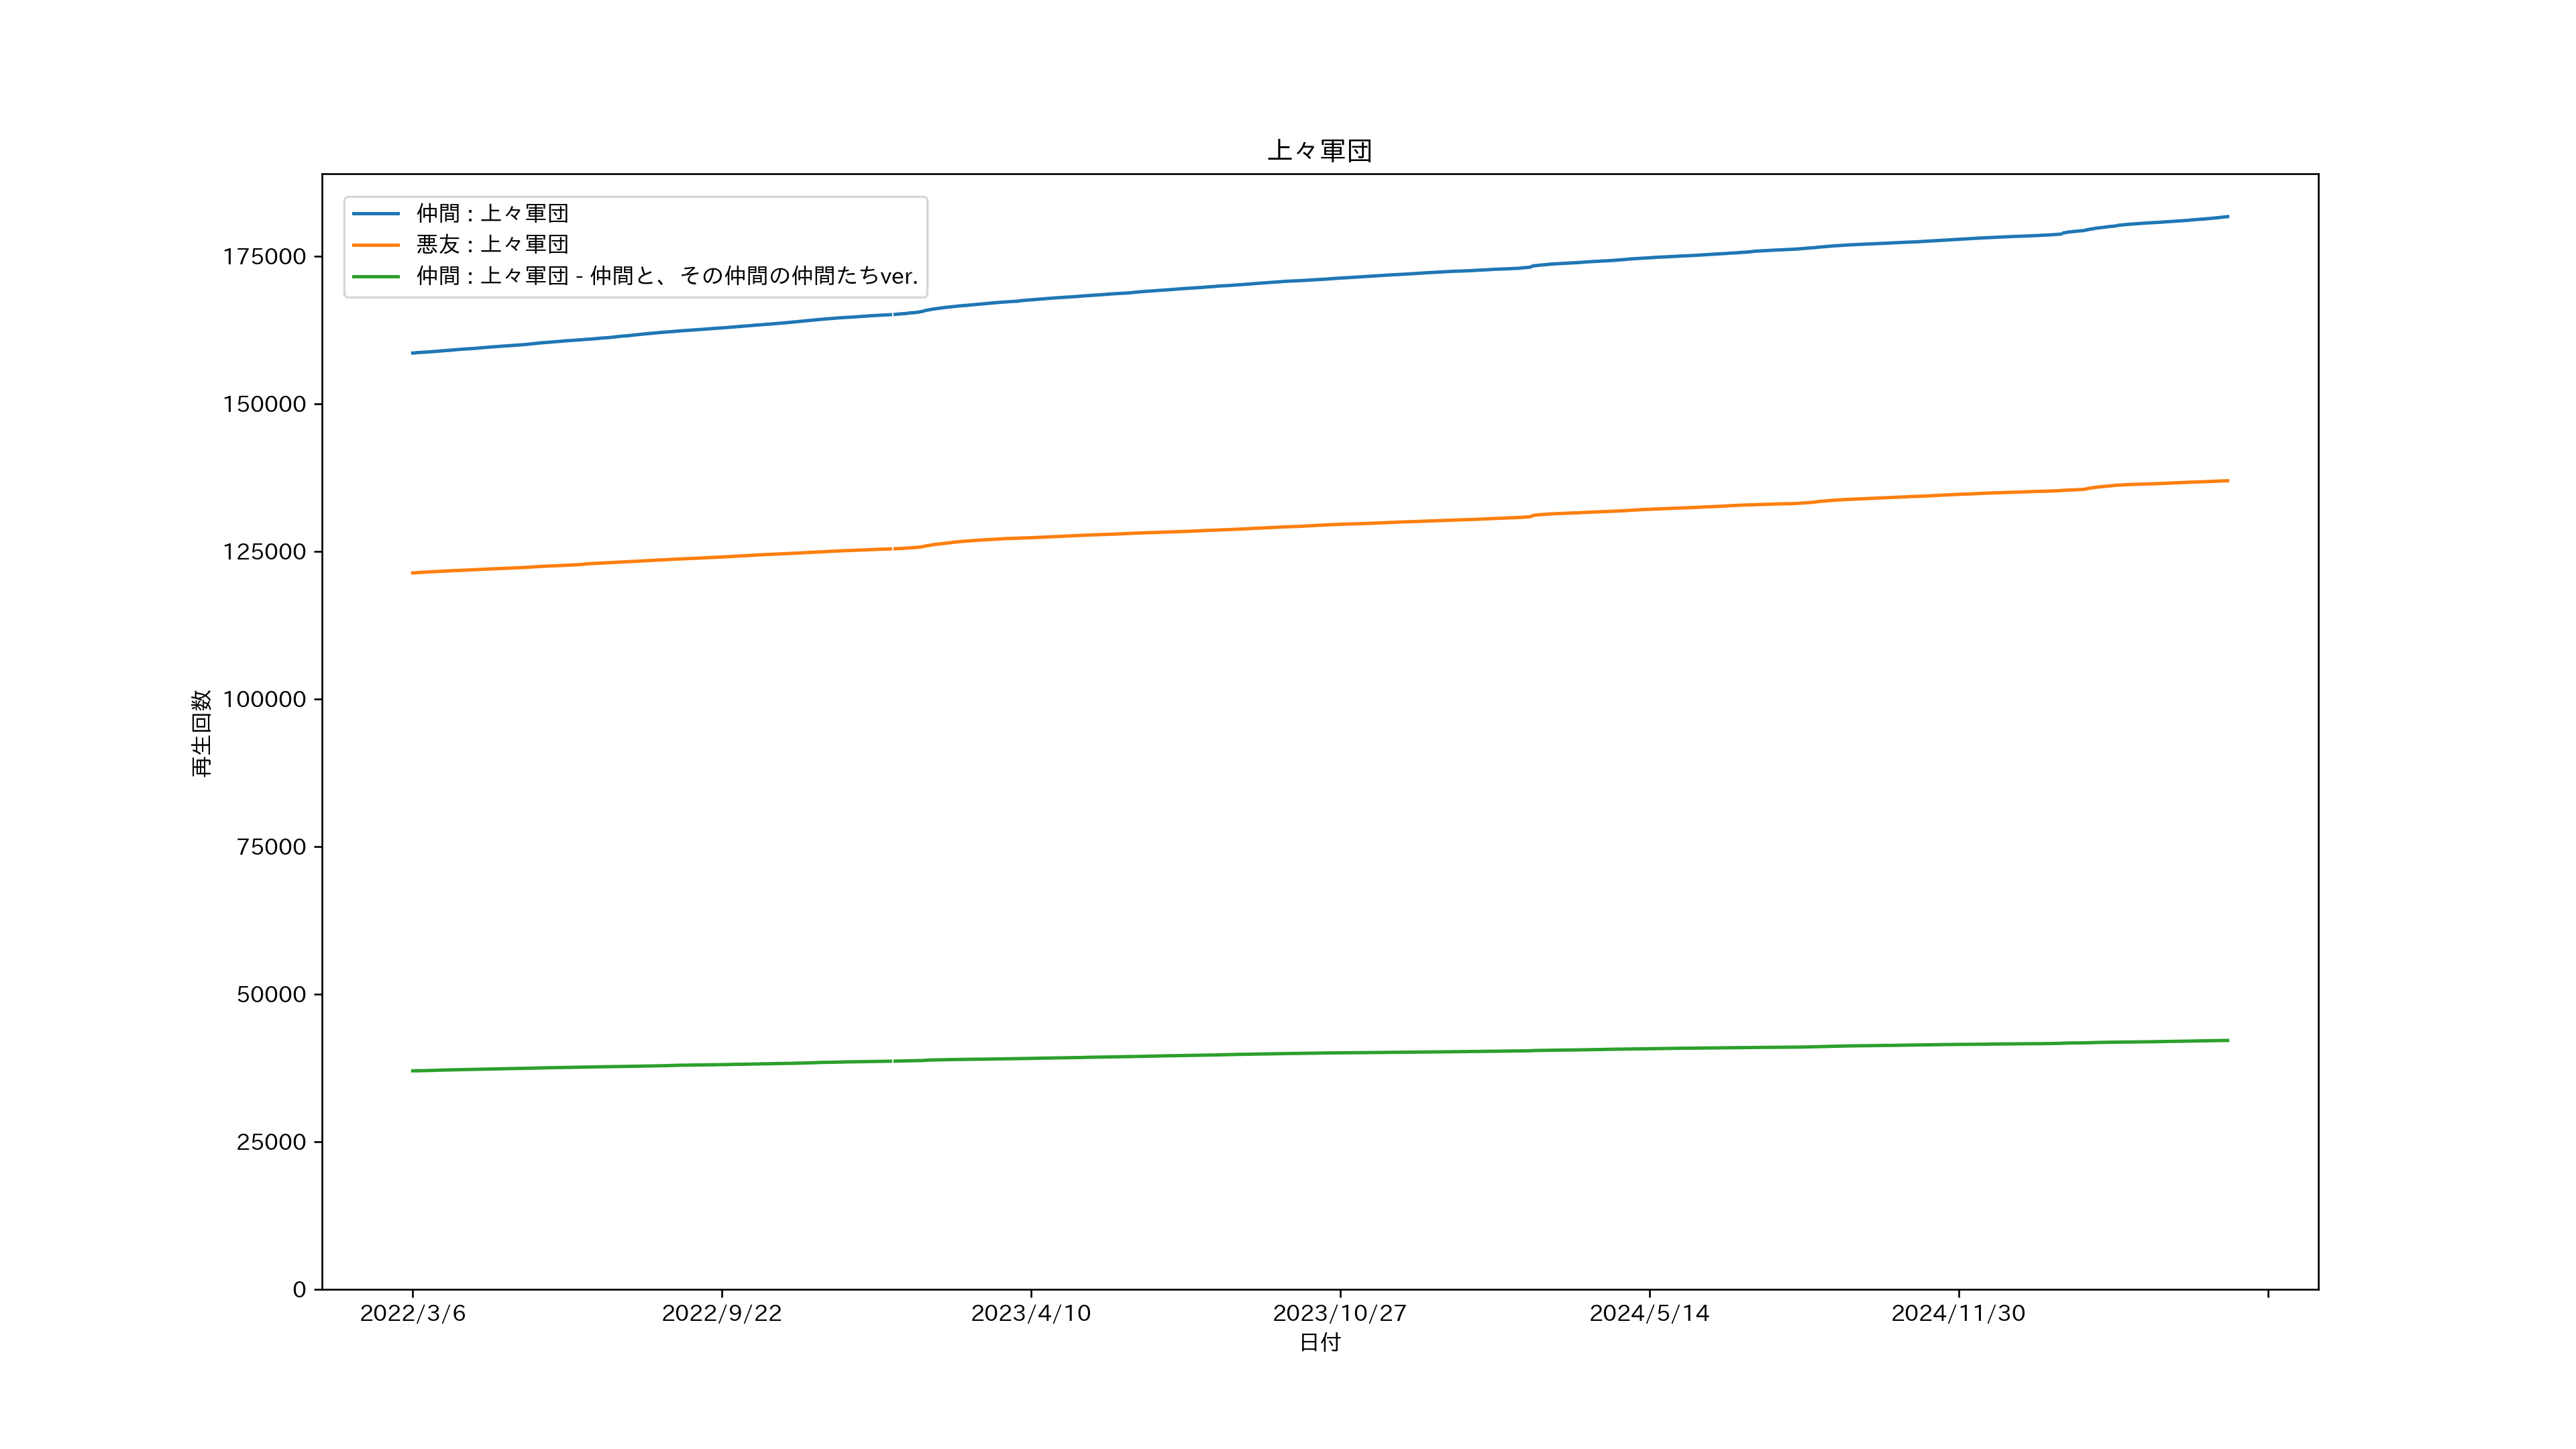 上々軍団
仲間 : 上々軍団
悪友 : 上々軍団
仲間 : 上々軍団 - 仲間と、その仲間の仲間たちver.
175000
150000
125000
100000
75000
50000
25000
0
再生回数
2022/3/6
2022/9/22
2023/4/10
2023/10/27
2024/5/14
2024/11/30
日付